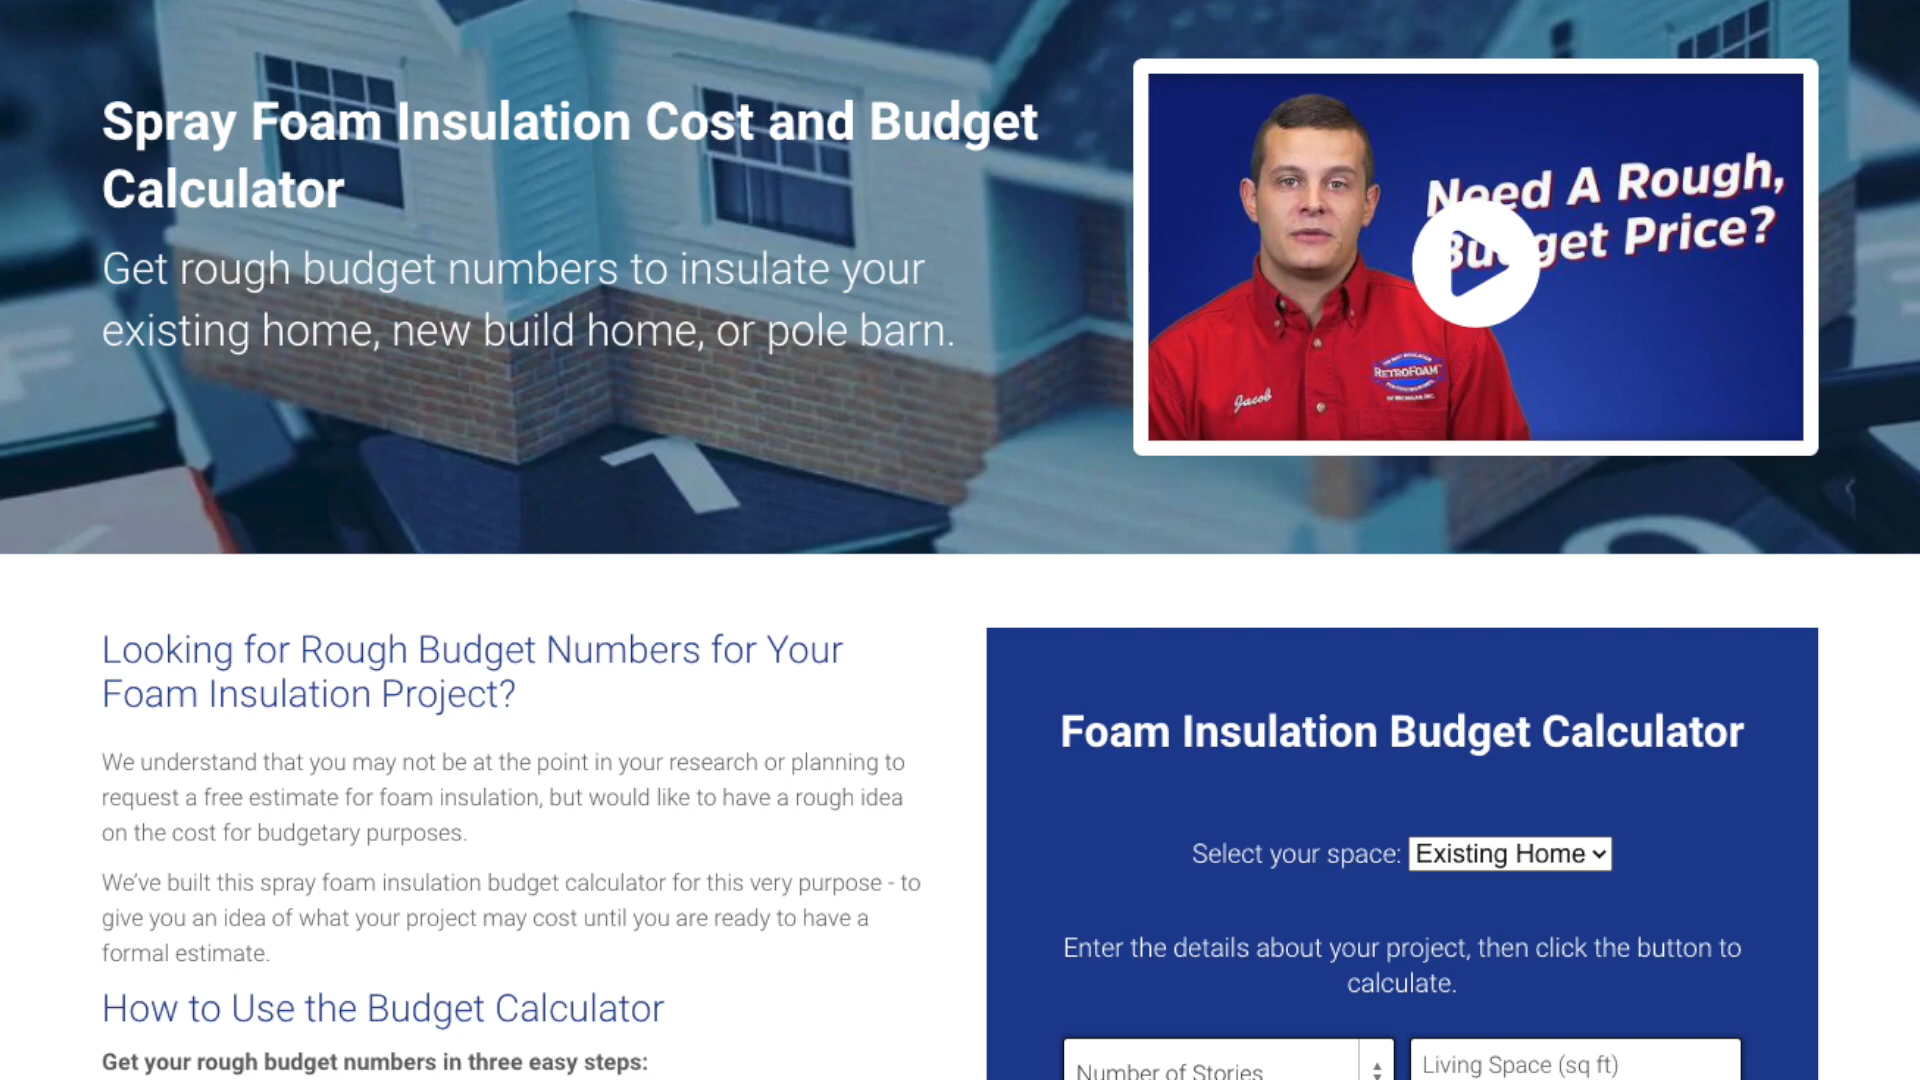 Spray Foam Insulation Cost and Budget
Calculator
Get rough budget numbers to insulate your
existing home, new build home, or pole barn.
Need A Rough,
Budget Price?
Jacob
RETROFOAM
OF MICHIGAN, INC.
Looking for Rough Budget Numbers for Your
Foam Insulation Project?
We understand that you may not be at the point in your research or planning to
request a free estimate for foam insulation, but would like to have a rough idea
on the cost for budgetary purposes.
We’ve built this spray foam insulation budget calculator for this very purpose - to
give you an idea of what your project may cost until you are ready to have a
formal estimate.
How to Use the Budget Calculator
Get your rough budget numbers in three easy steps:
Foam Insulation Budget Calculator
Select your space: Existing Home
Enter the details about your project, then click the button to
calculate.
Number of Stories
Living Space (sq ft)